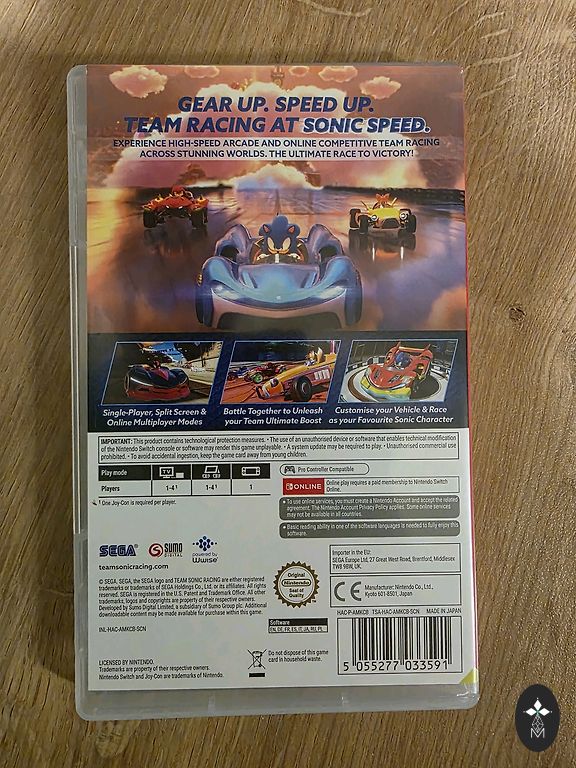 GEAR UP. SPEED UP.
TEAM RACING AT SONIC SPEED.
EXPERIENCE HIGH-SPEED ARCADE AND ONLINE COMPETITIVE TEAM RACING
ACROSS STUNNING WORLDS. THE ULTIMATE RACE TO VICTORY!
Single-Player, Split Screen &
Online Multiplayer Modes
Battle Together to Unleash
your Team Ultimate Boost
Customise your Vehicle & Race
as your Favourite Sonic Character
IMPORTANT: This product contains technological protection measures. • The use of an unauthorised device or software that enables technical modification
of the Nintendo Switch console or software may render this game unplayable. • A system update may be required to play. • Unauthorised commercial use
prohibited. • To avoid accidental ingestion, keep the game card away from young children.
Play mode
TV
Players
1-4¹
1-4¹
1
¹ One Joy-Con is required per player.
Pro Controller Compatible
ONLINE
Online play requires a paid membership to Nintendo Switch
Online.
• To use online services, you must create a Nintendo Account and accept the related
agreement. The Nintendo Account Privacy Policy applies. Some online services
may not be available in all countries.
• Basic reading ability in one of the software languages is needed to fully enjoy this
software.
SEGA
SUMO
DIGITAL
powered by
Wwise
teamsonicracing.com
© SEGA. SEGA, the SEGA logo and TEAM SONIC RACING are either registered
trademarks or trademarks of SEGA Holdings Co., Ltd. or its affiliates. All rights
reserved. SEGA is registered in the U.S. Patent and Trademark Office. All other
trademarks, logos and copyrights are property of their respective owners.
Developed by Sumo Digital Limited, a subsidiary of Sumo Group plc. Additional
downloadable content may be made available for purchase within this game.
INL-HAC-AMKCB-SCN
Original
Nintendo
Seal of
Quality
Importer in the EU:
SEGA Europe Ltd, 27 Great West Road, Brentford, Middlesex
TW8 9BW, UK.
CE
Manufacturer: Nintendo Co., Ltd.,
Kyoto 601-8501, Japan
HAC-P-AMKCB
TSA-HAC-AMKCB-SCN
MADE IN JAPAN
Software
EN, DE, FR, ES, IT, JA, RU, PL
LICENSED BY NINTENDO.
Trademarks are property of their respective owners.
Nintendo Switch and Joy-Con are trademarks of Nintendo.
Do not dispose of this game
card in household waste.
5 055277 033591
M